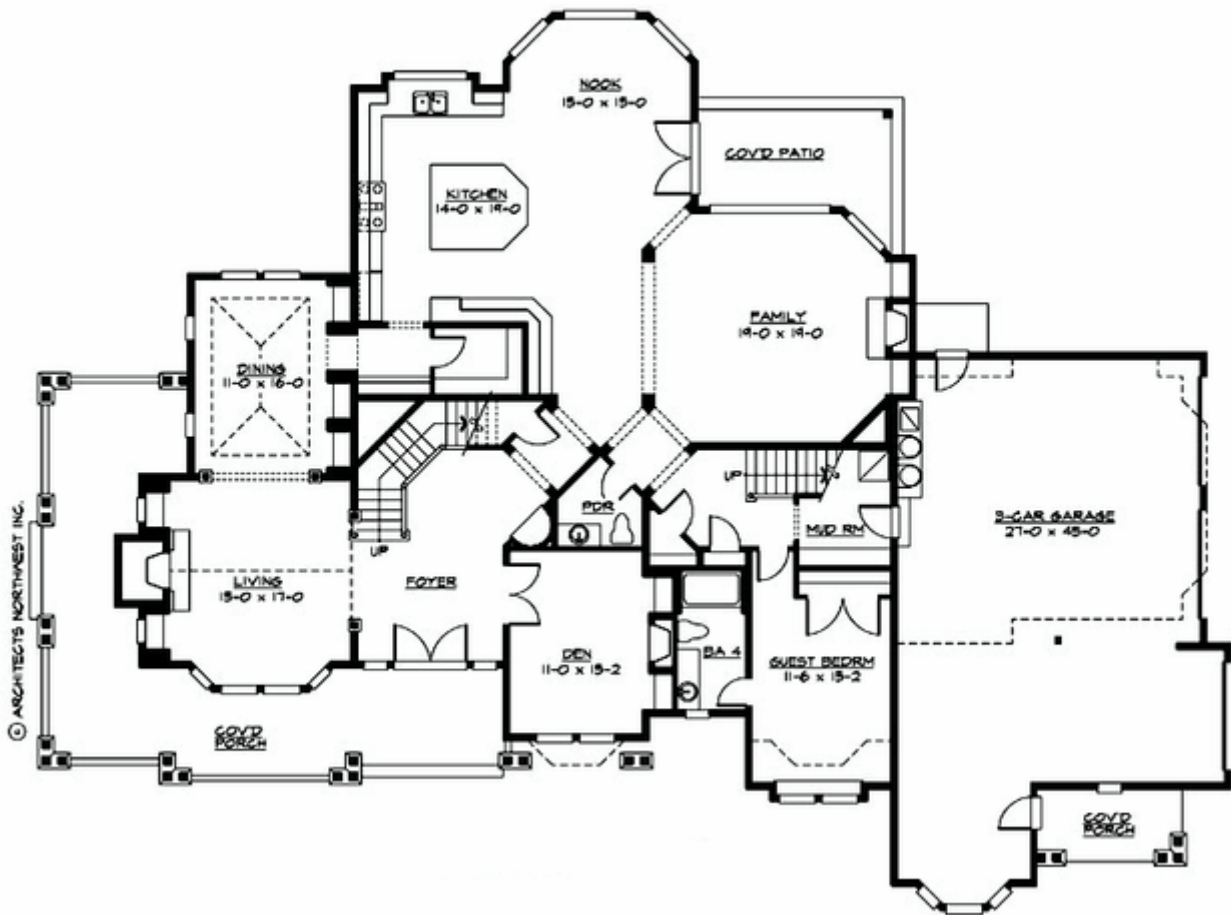 NOOK
15-0 x 15-0
COV'D PATIO
KITCHEN
14-0 x 19-0
FAMILY
19-0 x 19-0
DINING
11-0 x 16-0
UP
PDR
MUD RM
3-CAR GARAGE
27-0 x 45-0
UP
LIVING
15-0 x 17-0
FOYER
DEN
11-0 x 15-2
BA 4
GUEST BEDRM
11-6 x 15-2
COV'D
PORCH
COV'D
PORCH
© ARCHITECTS NORTHWEST INC.